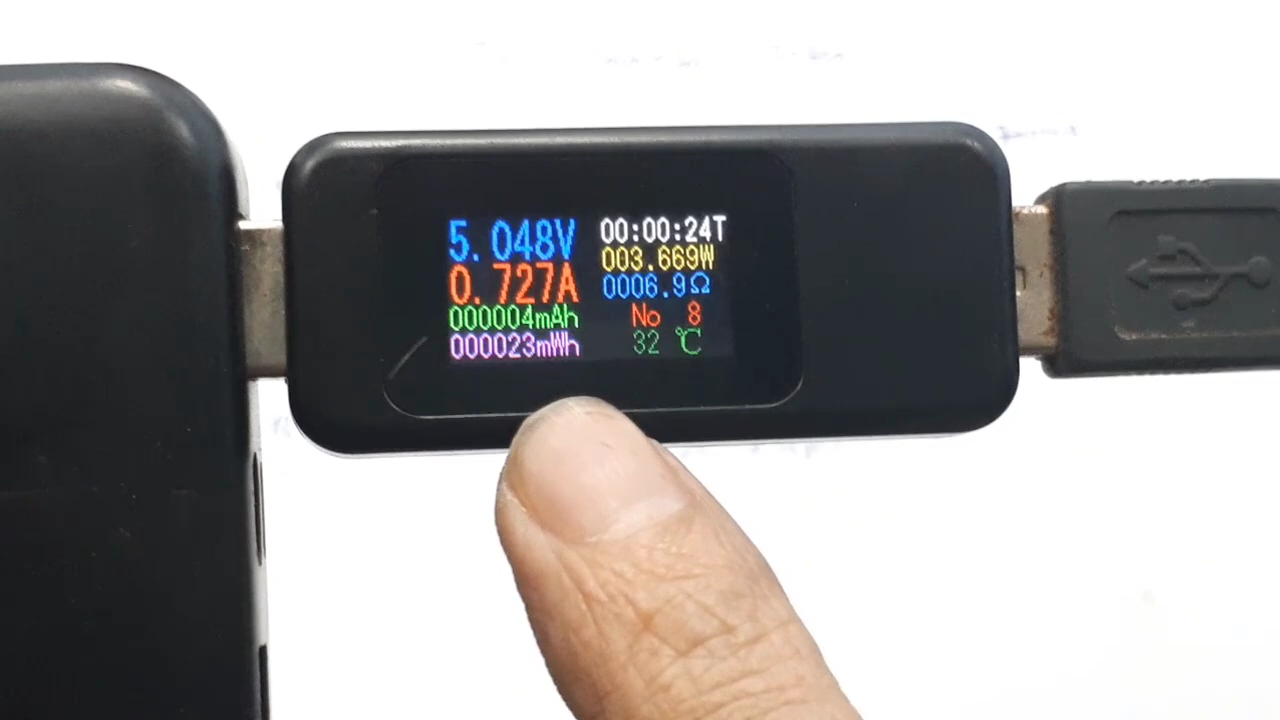 5.048V
0.727A
000004mAh
000023mWh
00:00:24T
003.669W
0006.9Ω
No 8
32 ℃